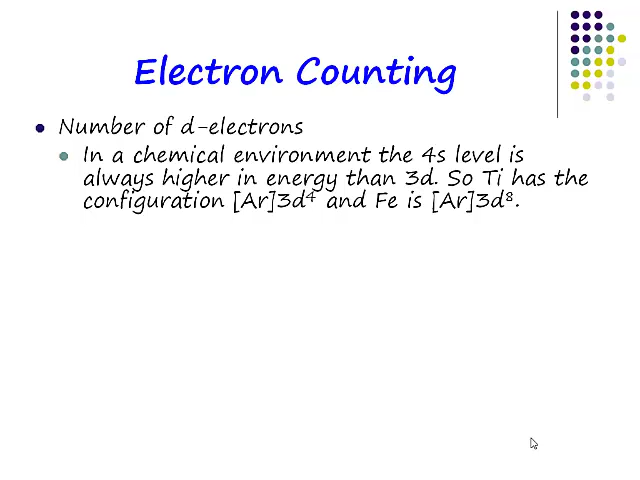 Electron Counting
Number of d-electrons
In a chemical environment the 4s level is
always higher in energy than 3d. So Ti has the
configuration [Ar]3d⁴ and Fe is [Ar]3d⁸.